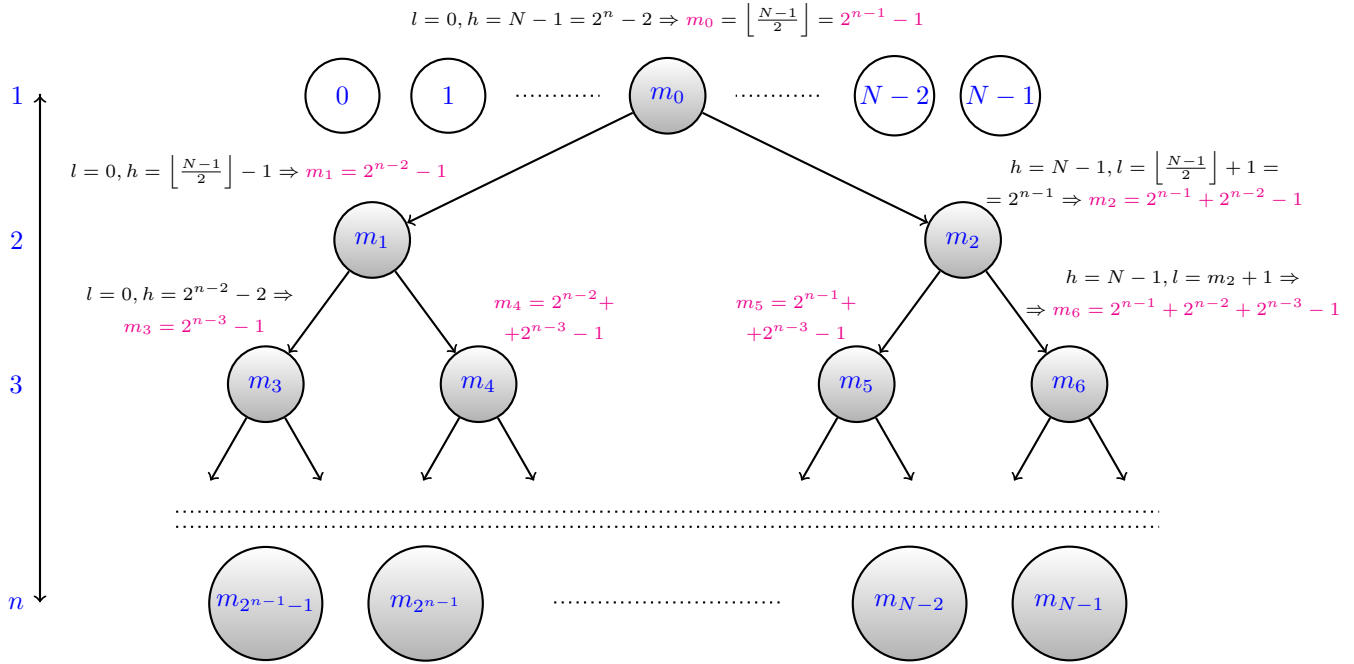 l = 0, h = N − 1 = 2^n − 2 ⇒ m_0 = ⌊(N−1)/2⌋ = 2^{n−1} − 1
1 0 1 m_0 N − 2 N − 1
l = 0, h = ⌊(N−1)/2⌋ − 1 ⇒ m_1 = 2^{n−2} − 1
h = N − 1, l = ⌊(N−1)/2⌋ + 1 =
= 2^{n−1} ⇒ m_2 = 2^{n−1} + 2^{n−2} − 1
2 m_1 m_2
l = 0, h = 2^{n−2} − 2 ⇒
m_3 = 2^{n−3} − 1
m_4 = 2^{n−2}+
+2^{n−3} − 1
m_5 = 2^{n−1}+
+2^{n−3} − 1
h = N − 1, l = m_2 + 1 ⇒
⇒ m_6 = 2^{n−1} + 2^{n−2} + 2^{n−3} − 1
3 m_3 m_4 m_5 m_6
n m_{2^{n−1}−1} m_{2^{n−1}} m_{N−2} m_{N−1}